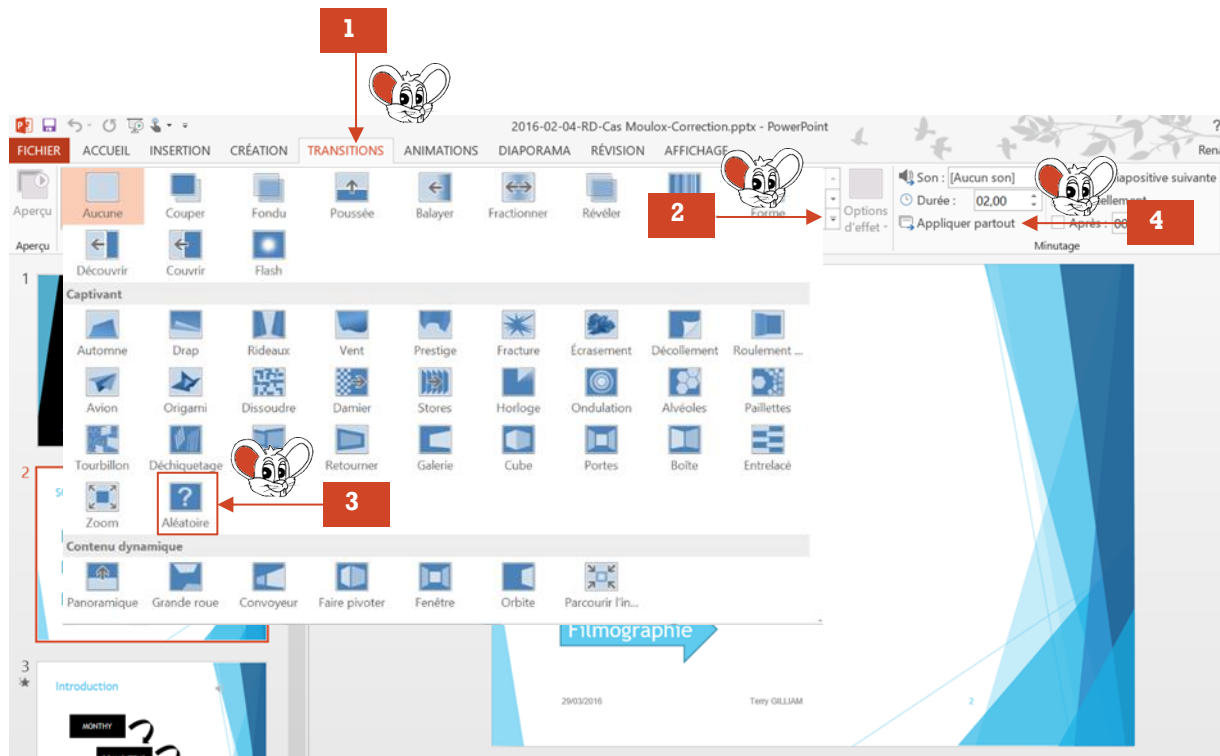 1
2016-02-04-RD-Cas Moulox-Correction.pptx - PowerPoint
?
FICHIER ACCUEIL INSERTION CRÉATION TRANSITIONS ANIMATIONS DIAPORAMA RÉVISION AFFICHAGE
Aperçu
Aucune Couper Fondu Poussée Balayer Fractionner Révéler Forme
2
Options
d'effet
Son : [Aucun son] diapositive suivante
Durée : 02,00
Appliquer partout Après : 00
4
Minutage
Aperçu
Découvrir Couvrir Flash
1
Captivant
Automne Drap Rideaux Vent Prestige Fracture Écrasement Décollement Roulement ...
Avion Origami Dissoudre Damier Stores Horloge Ondulation Alvéoles Paillettes
Tourbillon Déchiquetage Retourner Galerie Cube Portes Boîte Entrelacé
2
3
Zoom Aléatoire
Contenu dynamique
Panoramique Grande roue Convoyeur Faire pivoter Fenêtre Orbite Parcourir l'in...
Filmographie
3
Introduction
29/03/2016 Terry GILLIAM 2
MONTHY